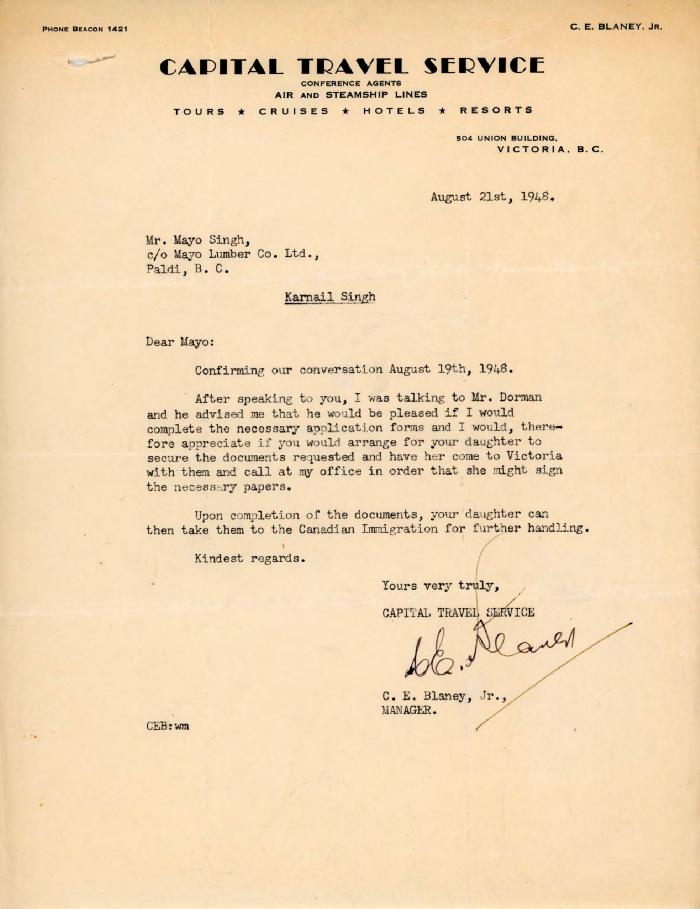 PHONE BEACON 1421
C. E. BLANEY, JR.
CAPITAL TRAVEL SERVICE
CONFERENCE AGENTS
AIR AND STEAMSHIP LINES
TOURS ★ CRUISES ★ HOTELS ★ RESORTS
504 UNION BUILDING,
VICTORIA, B. C.
August 21st, 1948.
Mr. Mayo Singh,
c/o Mayo Lumber Co. Ltd.,
Paldi, B. C.
Karnail Singh
Dear Mayo:
Confirming our conversation August 19th, 1948.
After speaking to you, I was talking to Mr. Dorman
and he advised me that he would be pleased if I would
complete the necessary application forms and I would, there-
fore appreciate if you would arrange for your daughter to
secure the documents requested and have her come to Victoria
with them and call at my office in order that she might sign
the necessary papers.
Upon completion of the documents, your daughter can
then take them to the Canadian Immigration for further handling.
Kindest regards.
Yours very truly,
CAPITAL TRAVEL SERVICE
C.E. Blaney
C. E. Blaney, Jr.,
MANAGER.
CEB:wm